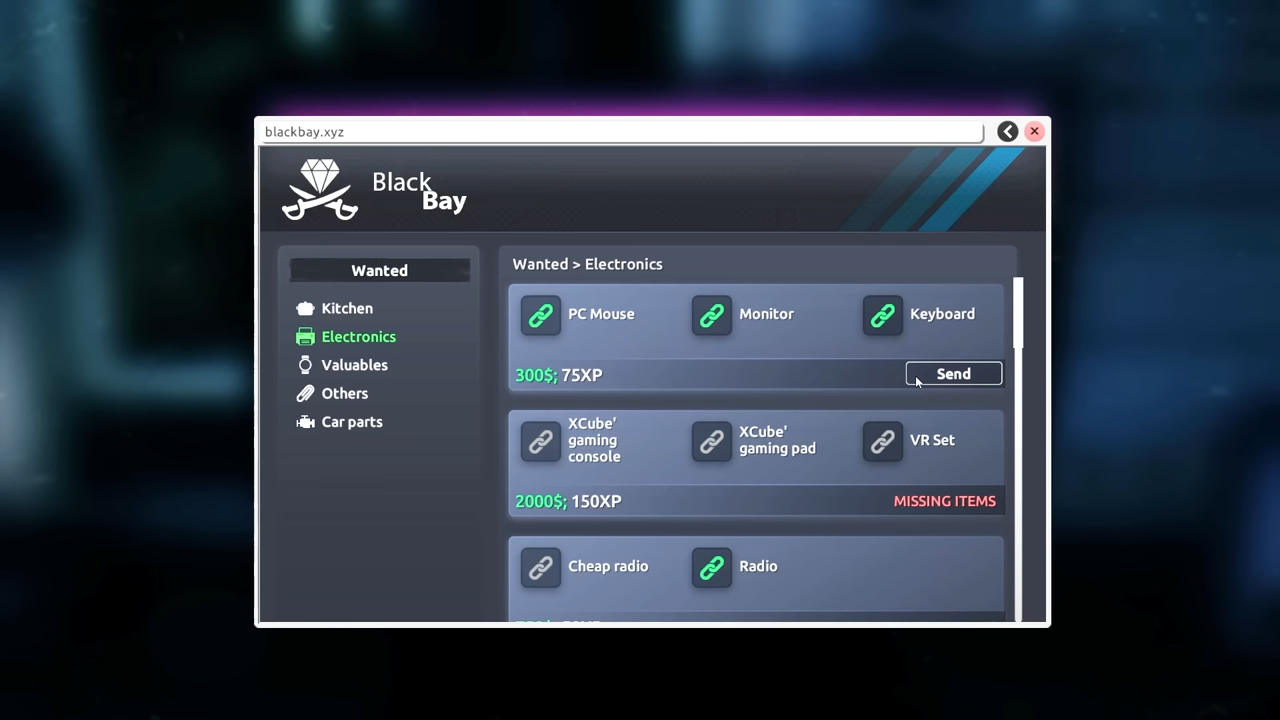 blackbay.xyz
Black
Bay
Wanted
Kitchen
Electronics
Valuables
Others
Car parts
Wanted > Electronics
PC Mouse
Monitor
Keyboard
300$; 75XP
Send
XCube'
gaming
console
XCube'
gaming pad
VR Set
2000$; 150XP
MISSING ITEMS
Cheap radio
Radio